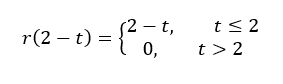 r(2 − t) = { 2 − t, t ≤ 2
0, t > 2